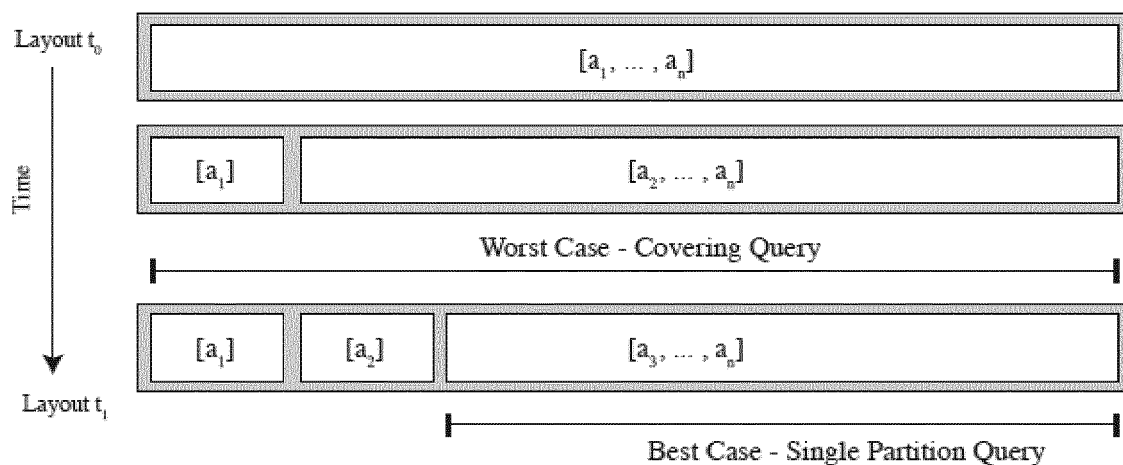 Layout t₀
[a₁, ... , aₙ]
Time
[a₁]
[a₂, ... , aₙ]
Worst Case - Covering Query
[a₁]
[a₂]
[a₃, ... , aₙ]
Layout t₁
Best Case - Single Partition Query